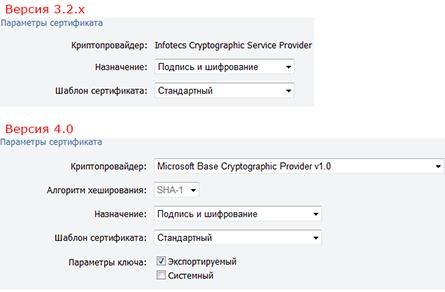 Версия 3.2.x
Параметры сертификата
Криптопровайдер: Infotecs Cryptographic Service Provider
Назначение: Подпись и шифрование
Шаблон сертификата: Стандартный
Версия 4.0
Параметры сертификата
Криптопровайдер: Microsoft Base Cryptographic Provider v1.0
Алгоритм хеширования: SHA-1
Назначение: Подпись и шифрование
Шаблон сертификата: Стандартный
Параметры ключа: Экспортируемый
Системный